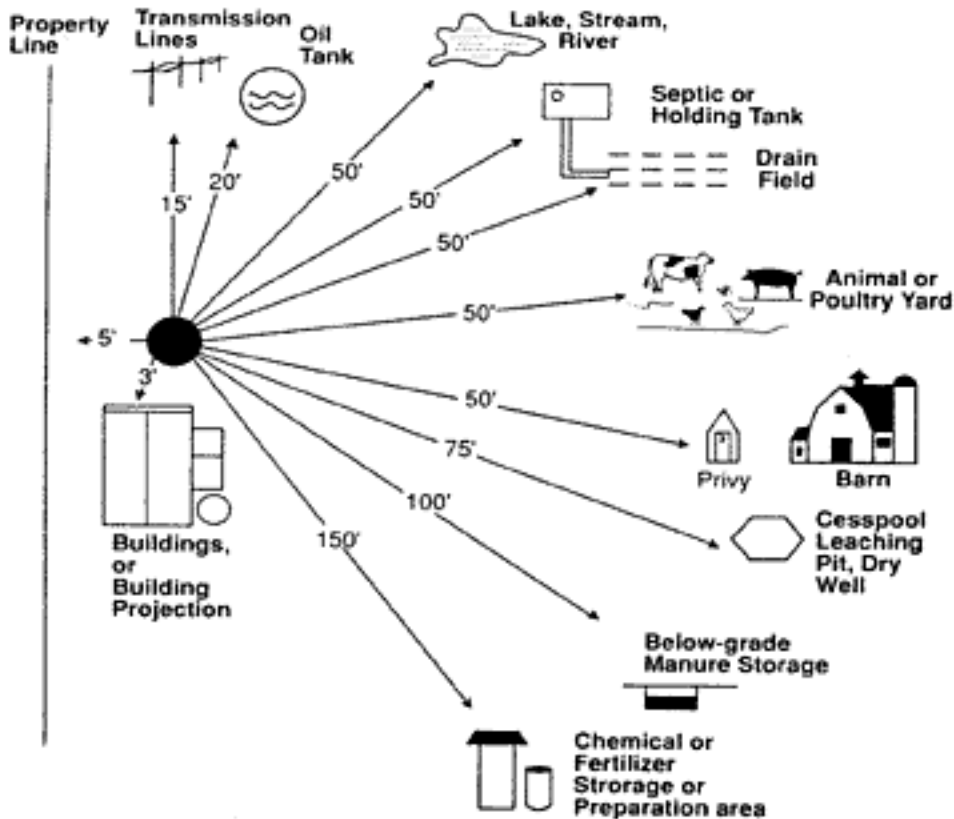 Property
Line
Transmission
Lines
Oil
Tank
Lake, Stream,
River
Septic or
Holding Tank
Drain
Field
15'
20'
50'
50'
50'
Animal or
Poultry Yard
50'
5'
3'
50'
Privy
Barn
75'
100'
150'
Cesspool
Leaching
Pit, Dry
Well
Buildings,
or
Building
Projection
Below-grade
Manure Storage
Chemical or
Fertilizer
Strorage or
Preparation area